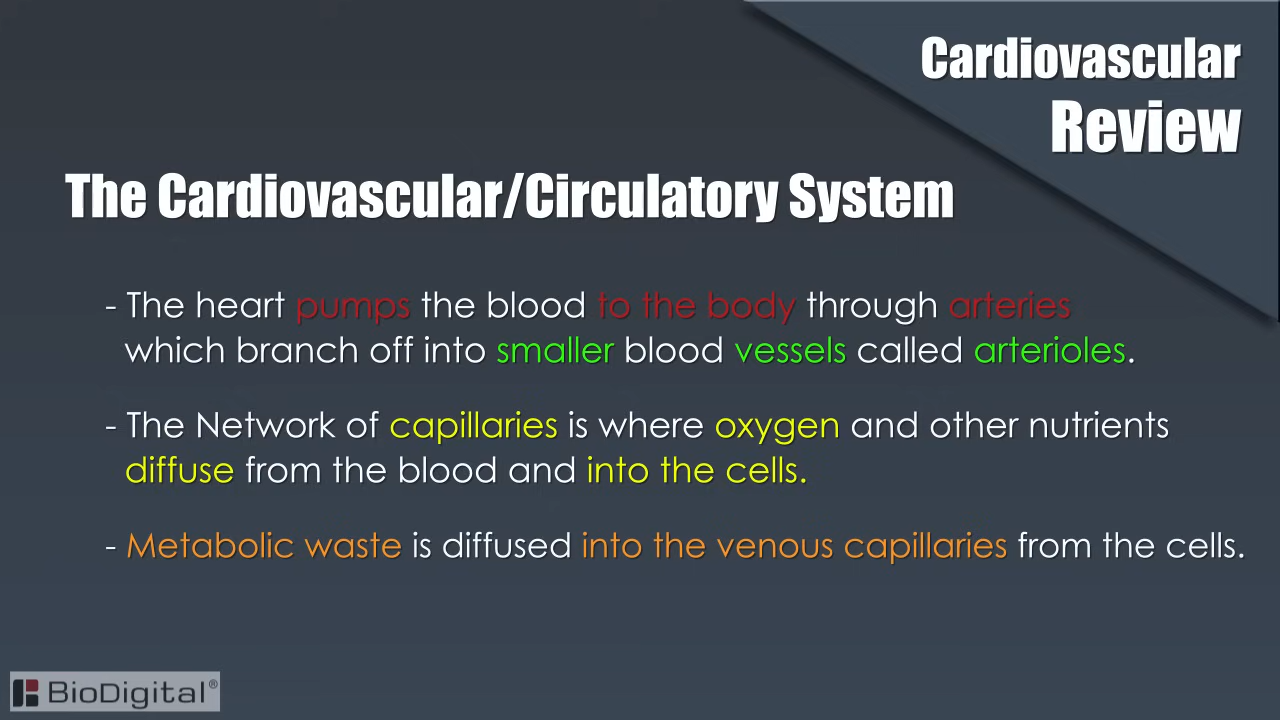 Cardiovascular
Review
The Cardiovascular/Circulatory System
- The heart pumps the blood to the body through arteries
which branch off into smaller blood vessels called arterioles.
- The Network of capillaries is where oxygen and other nutrients
diffuse from the blood and into the cells.
- Metabolic waste is diffused into the venous capillaries from the cells.
BioDigital®